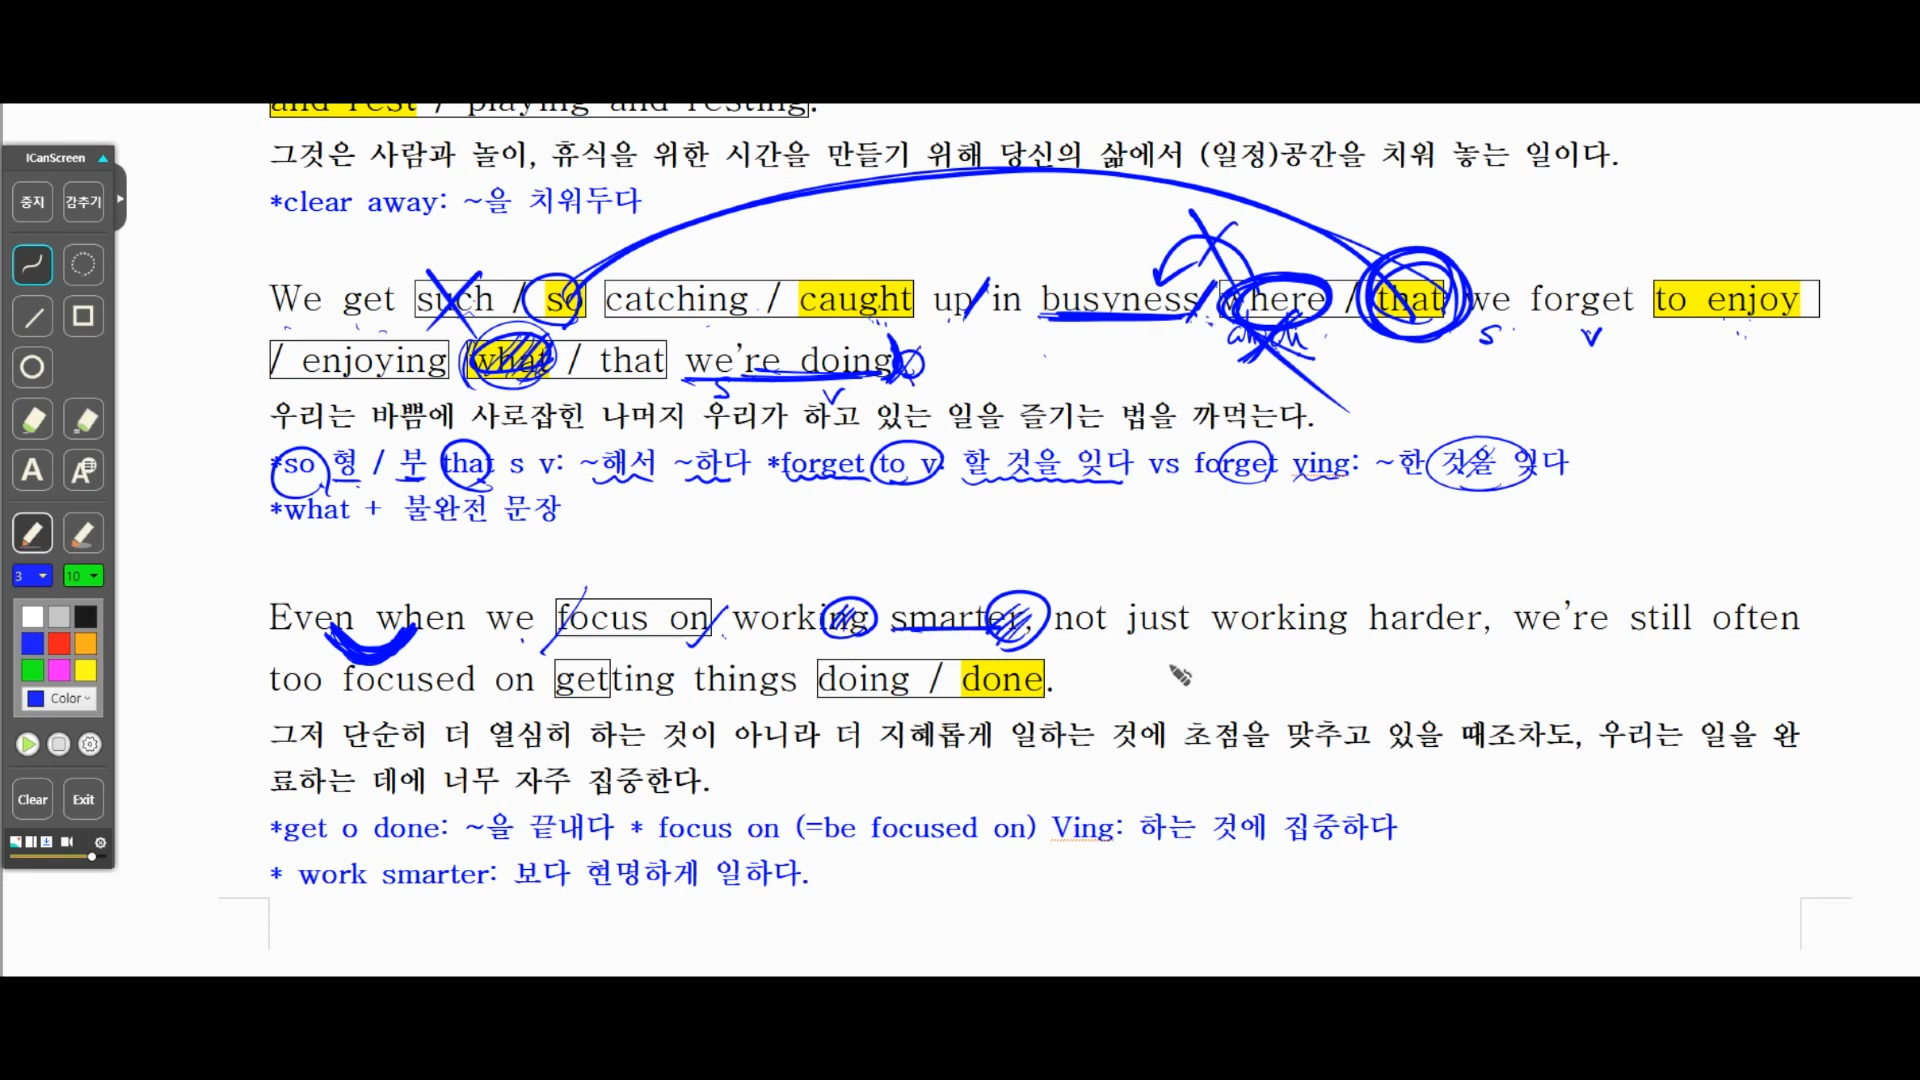 and rest / playing and resting.
그것은 사람과 놀이, 휴식을 위한 시간을 만들기 위해 당신의 삶에서 (일정)공간을 치워 놓는 일이다.
*clear away: ~을 치워두다
We get such / so catching / caught up in busyness where / that we forget to enjoy
/ enjoying what / that we're doing
s v
s v
우리는 바쁨에 사로잡힌 나머지 우리가 하고 있는 일을 즐기는 법을 까먹는다.
*so 형 / 부 that s v: ~해서 ~하다 *forget to v: 할 것을 잊다 vs forget ving: ~한 것을 잊다
*what + 불완전 문장
Even when we focus on working smarter, not just working harder, we're still often
too focused on getting things doing / done.
그저 단순히 더 열심히 하는 것이 아니라 더 지혜롭게 일하는 것에 초점을 맞추고 있을 때조차도, 우리는 일을 완
료하는 데에 너무 자주 집중한다.
*get o done: ~을 끝내다 * focus on (=be focused on) Ving: 하는 것에 집중하다
* work smarter: 보다 현명하게 일하다.
ICanScreen
중지 감추기
A A
3 10
Color
Clear Exit